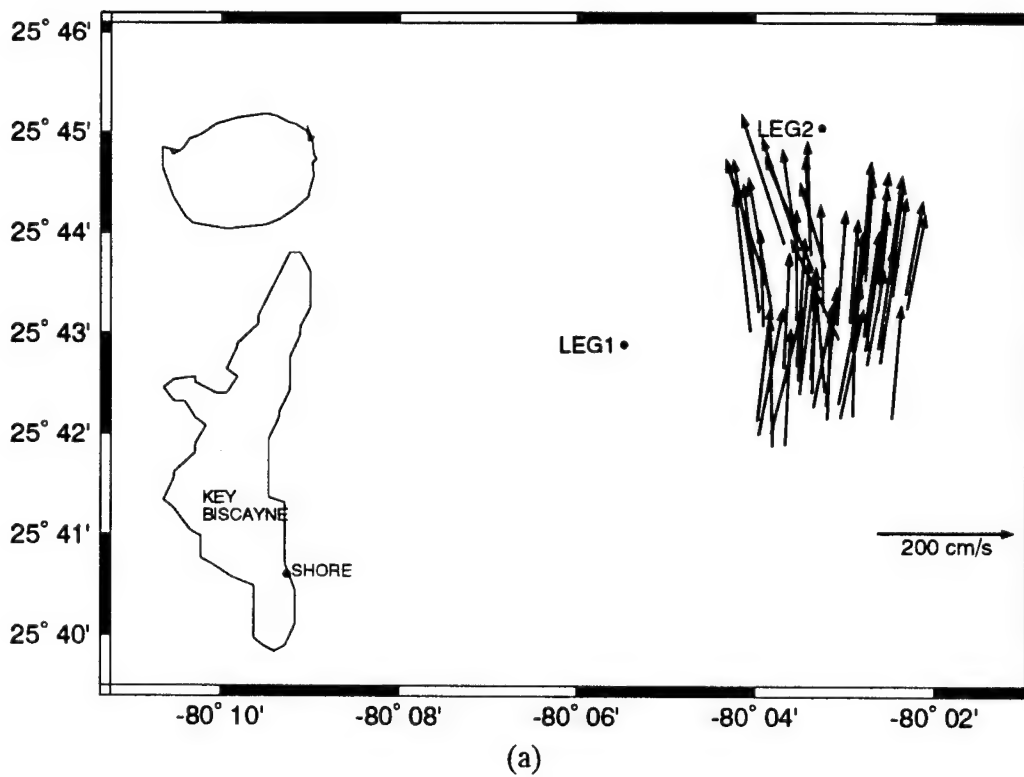 25° 46'
25° 45'
25° 44'
25° 43'
25° 42'
25° 41'
25° 40'
LEG2
LEG1
KEY
BISCAYNE
SHORE
200 cm/s
-80° 10'
-80° 08'
-80° 06'
-80° 04'
-80° 02'
(a)